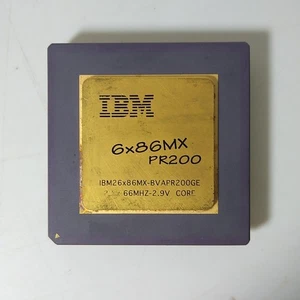 IBM
6x86MX
PR200
IBM26x86MX-BVAPR200GE
66MHZ-2.9V CORE